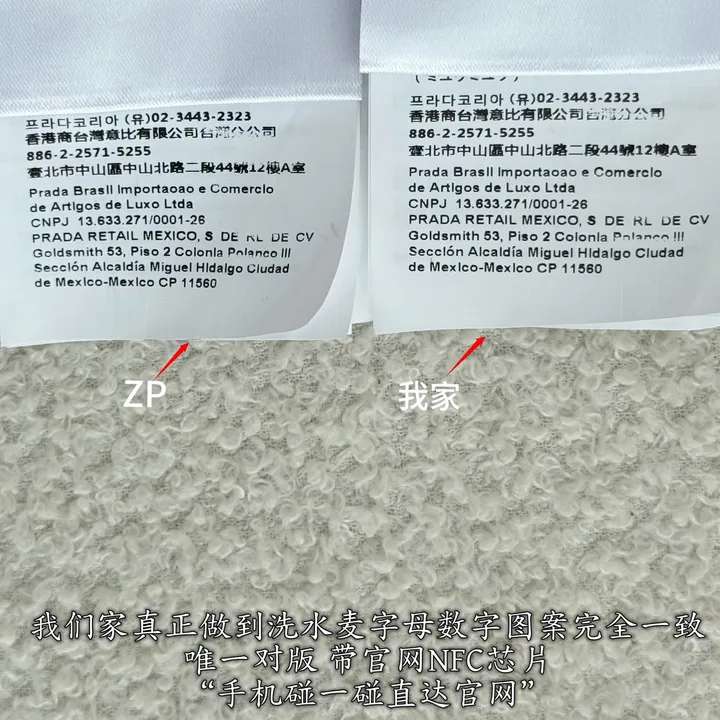 프라다코리아 (유)02-3443-2323
香港商台灣意比有限公司台灣分公司
886-2-2571-5255
臺北市中山區中山北路二段44號12樓A室
Prada Brasil Importaoao e Comercio
de Artigos de Luxo Ltda
CNPJ 13.633.271/0001-26
PRADA RETAIL MEXICO, S DE RL DE CV
Goldsmith 53, Piso 2 Colonia Polanco III
Sección Alcaldía Miguel Hidalgo Ciudad
de Mexico-Mexico CP 11560
ZP
프라다코리아 (유)02-3443-2323
香港商台灣意比有限公司台灣分公司
886-2-2571-5255
臺北市中山區中山北路二段44號12樓A室
Prada Brasil Importaoao e Comercio
de Artigos de Luxo Ltda
CNPJ 13.633.271/0001-26
PRADA RETAIL MEXICO, S DE RL DE CV
Goldsmith 53, Piso 2 Colonia Polanco III
Sección Alcaldía Miguel Hidalgo Ciudad
de Mexico-Mexico CP 11560
我家
我们家真正做到洗水麦字母数字图案完全一致
唯一对版 带官网NFC芯片
“手机碰一碰直达官网”